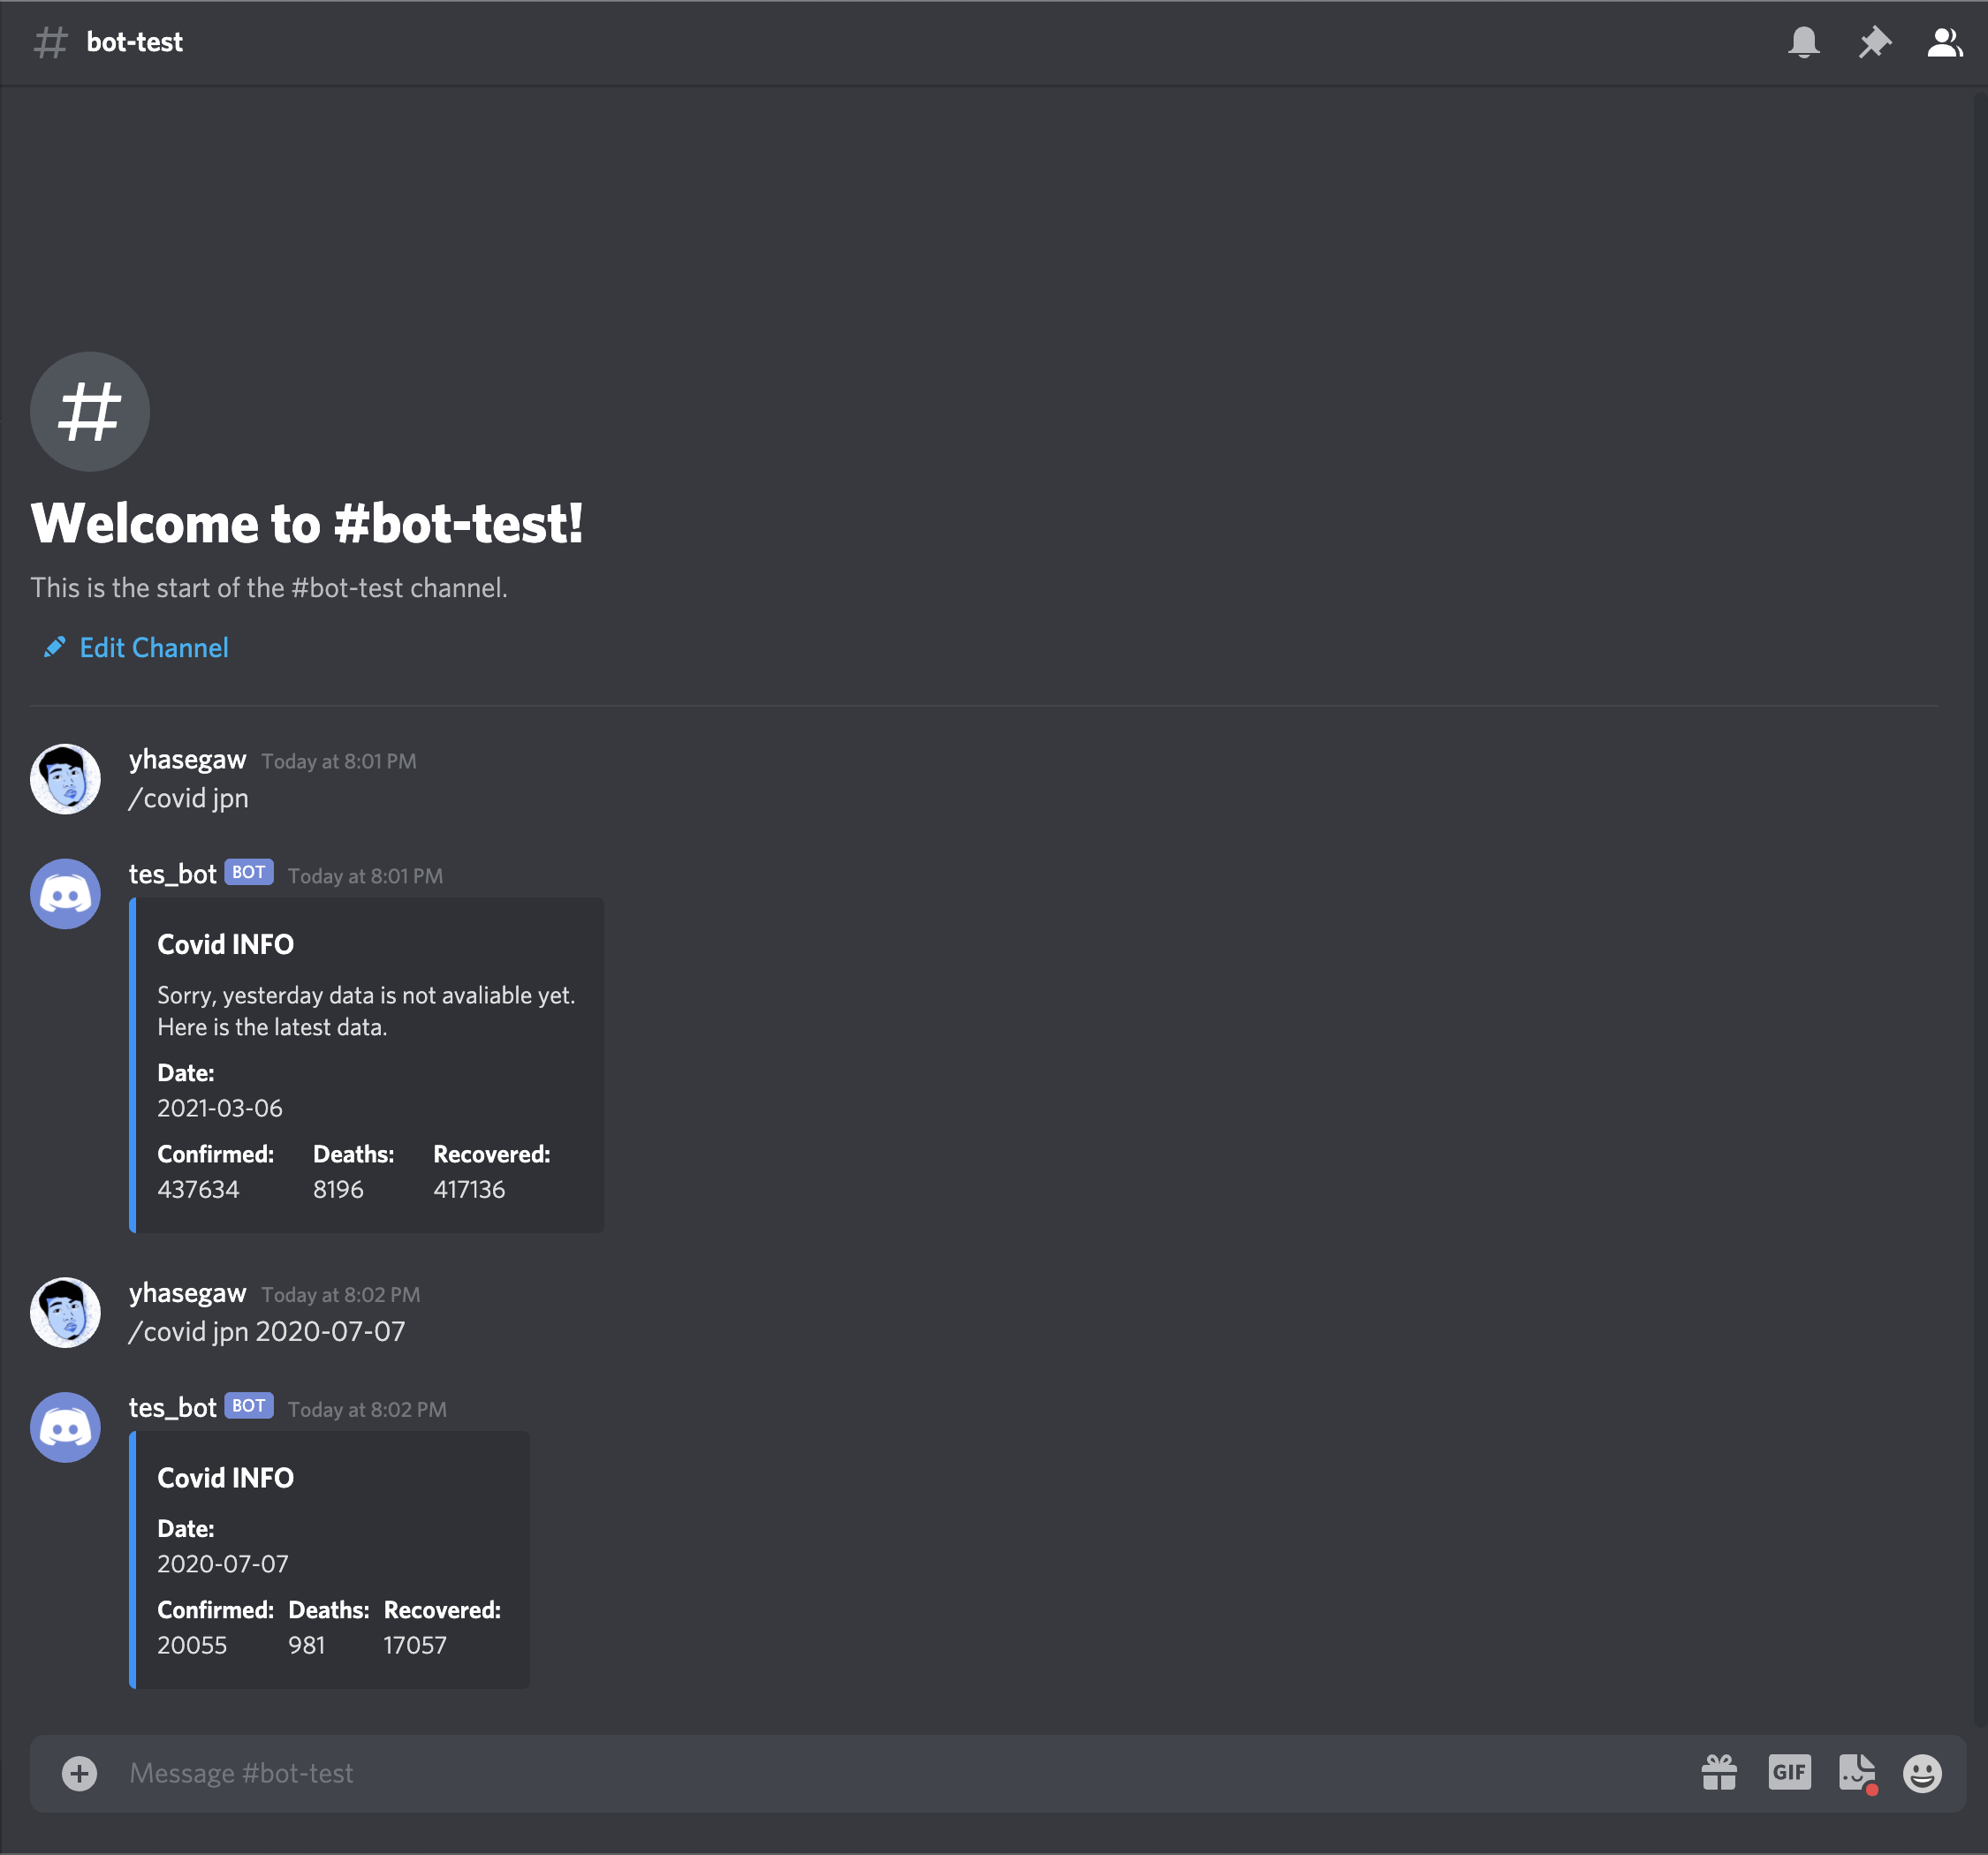 # bot-test
#
Welcome to #bot-test!
This is the start of the #bot-test channel.
Edit Channel
yhasegaw Today at 8:01 PM
/covid jpn
tes_bot BOT Today at 8:01 PM
Covid INFO
Sorry, yesterday data is not avaliable yet.
Here is the latest data.
Date:
2021-03-06
Confirmed: Deaths: Recovered:
437634 8196 417136
yhasegaw Today at 8:02 PM
/covid jpn 2020-07-07
tes_bot BOT Today at 8:02 PM
Covid INFO
Date:
2020-07-07
Confirmed: Deaths: Recovered:
20055 981 17057
Message #bot-test GIF